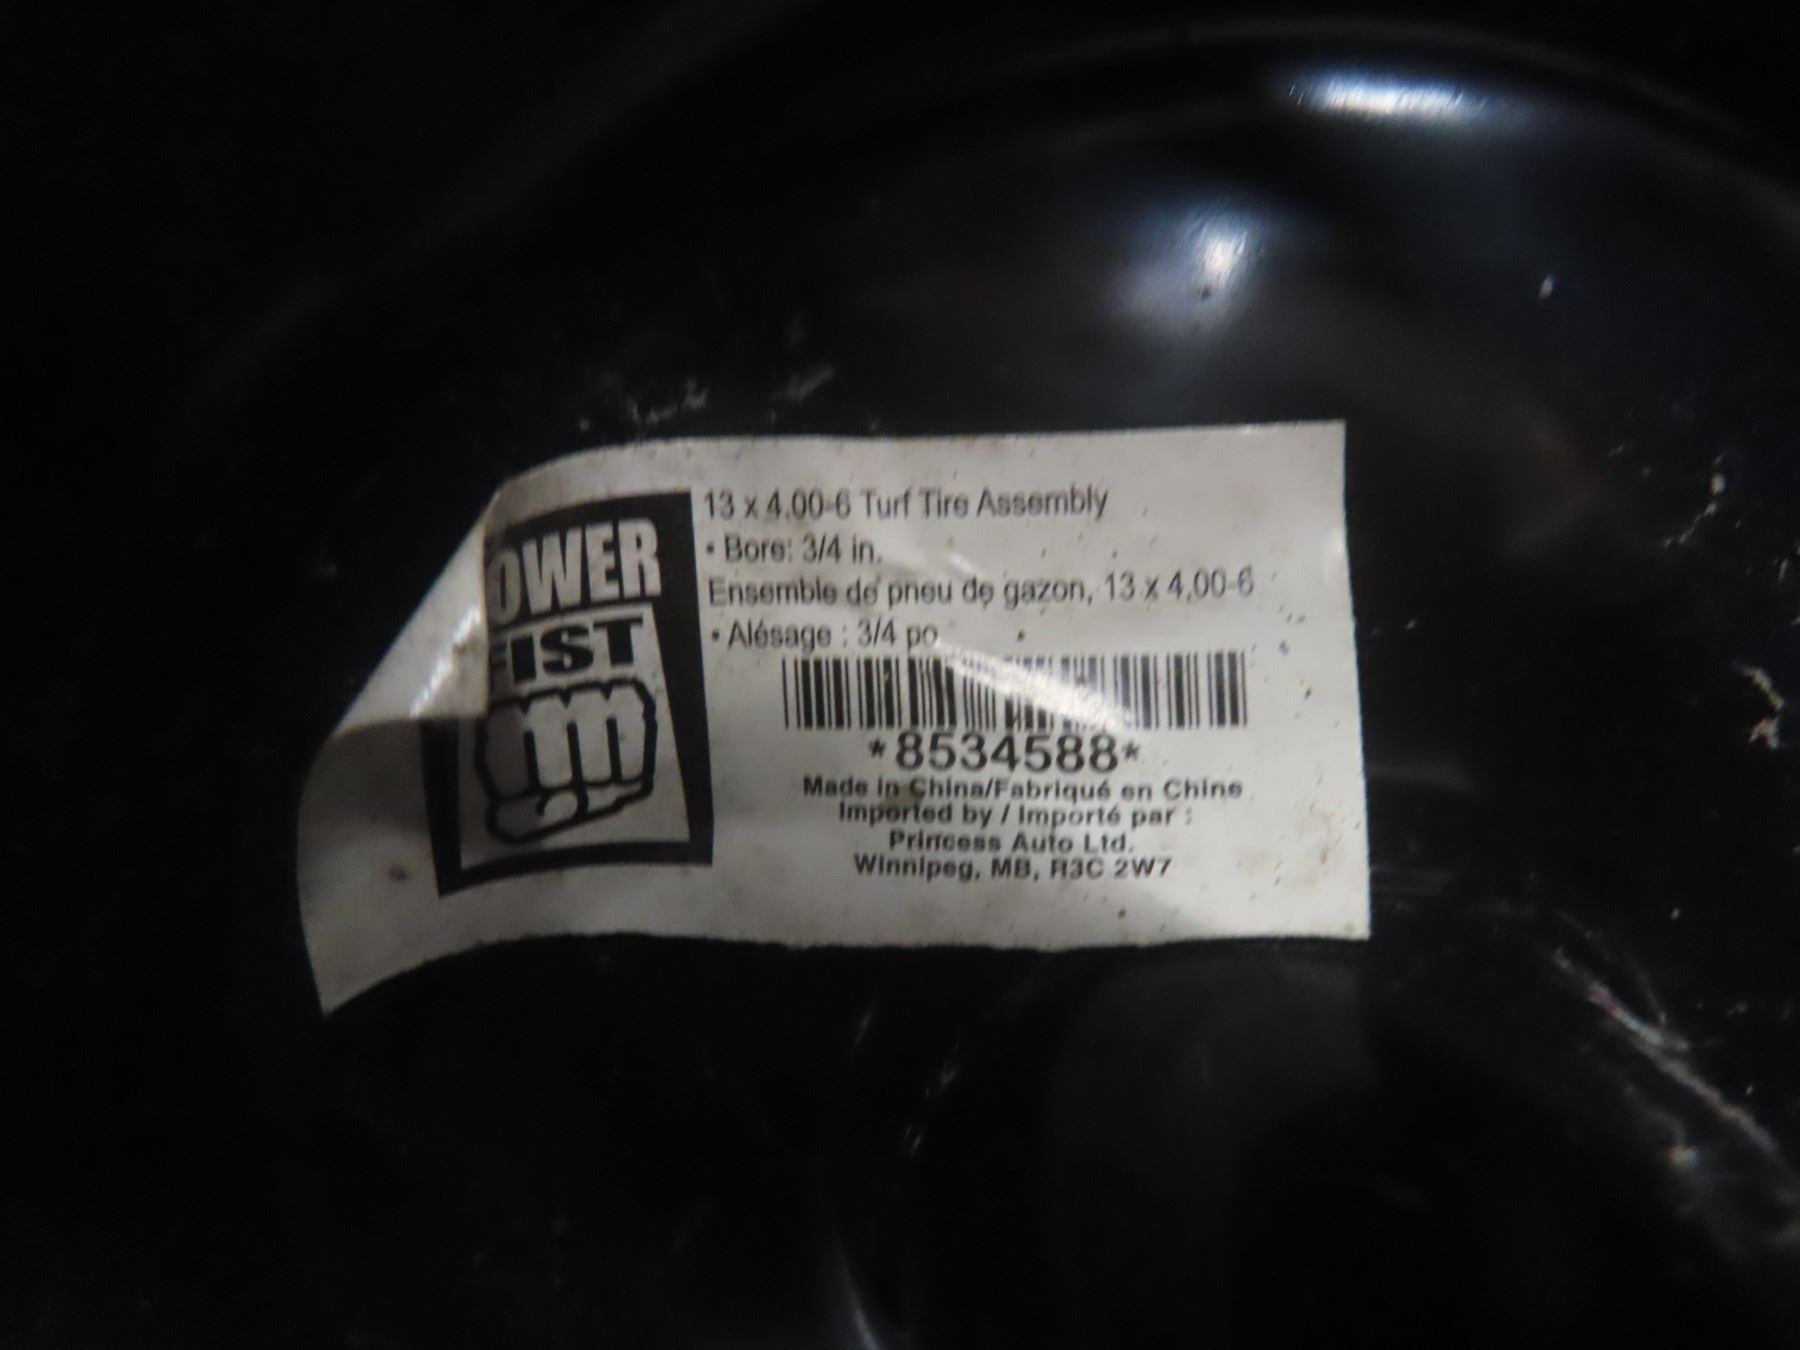 OWER
FIST
13 x 4.00-6 Turf Tire Assembly
• Bore: 3/4 in.
Ensemble de pneu de gazon, 13 x 4,00-6
• Alésage : 3/4 po
*8534588*
Made in China/Fabriqué en Chine
Imported by / Importé par :
Princess Auto Ltd.
Winnipeg, MB, R3C 2W7